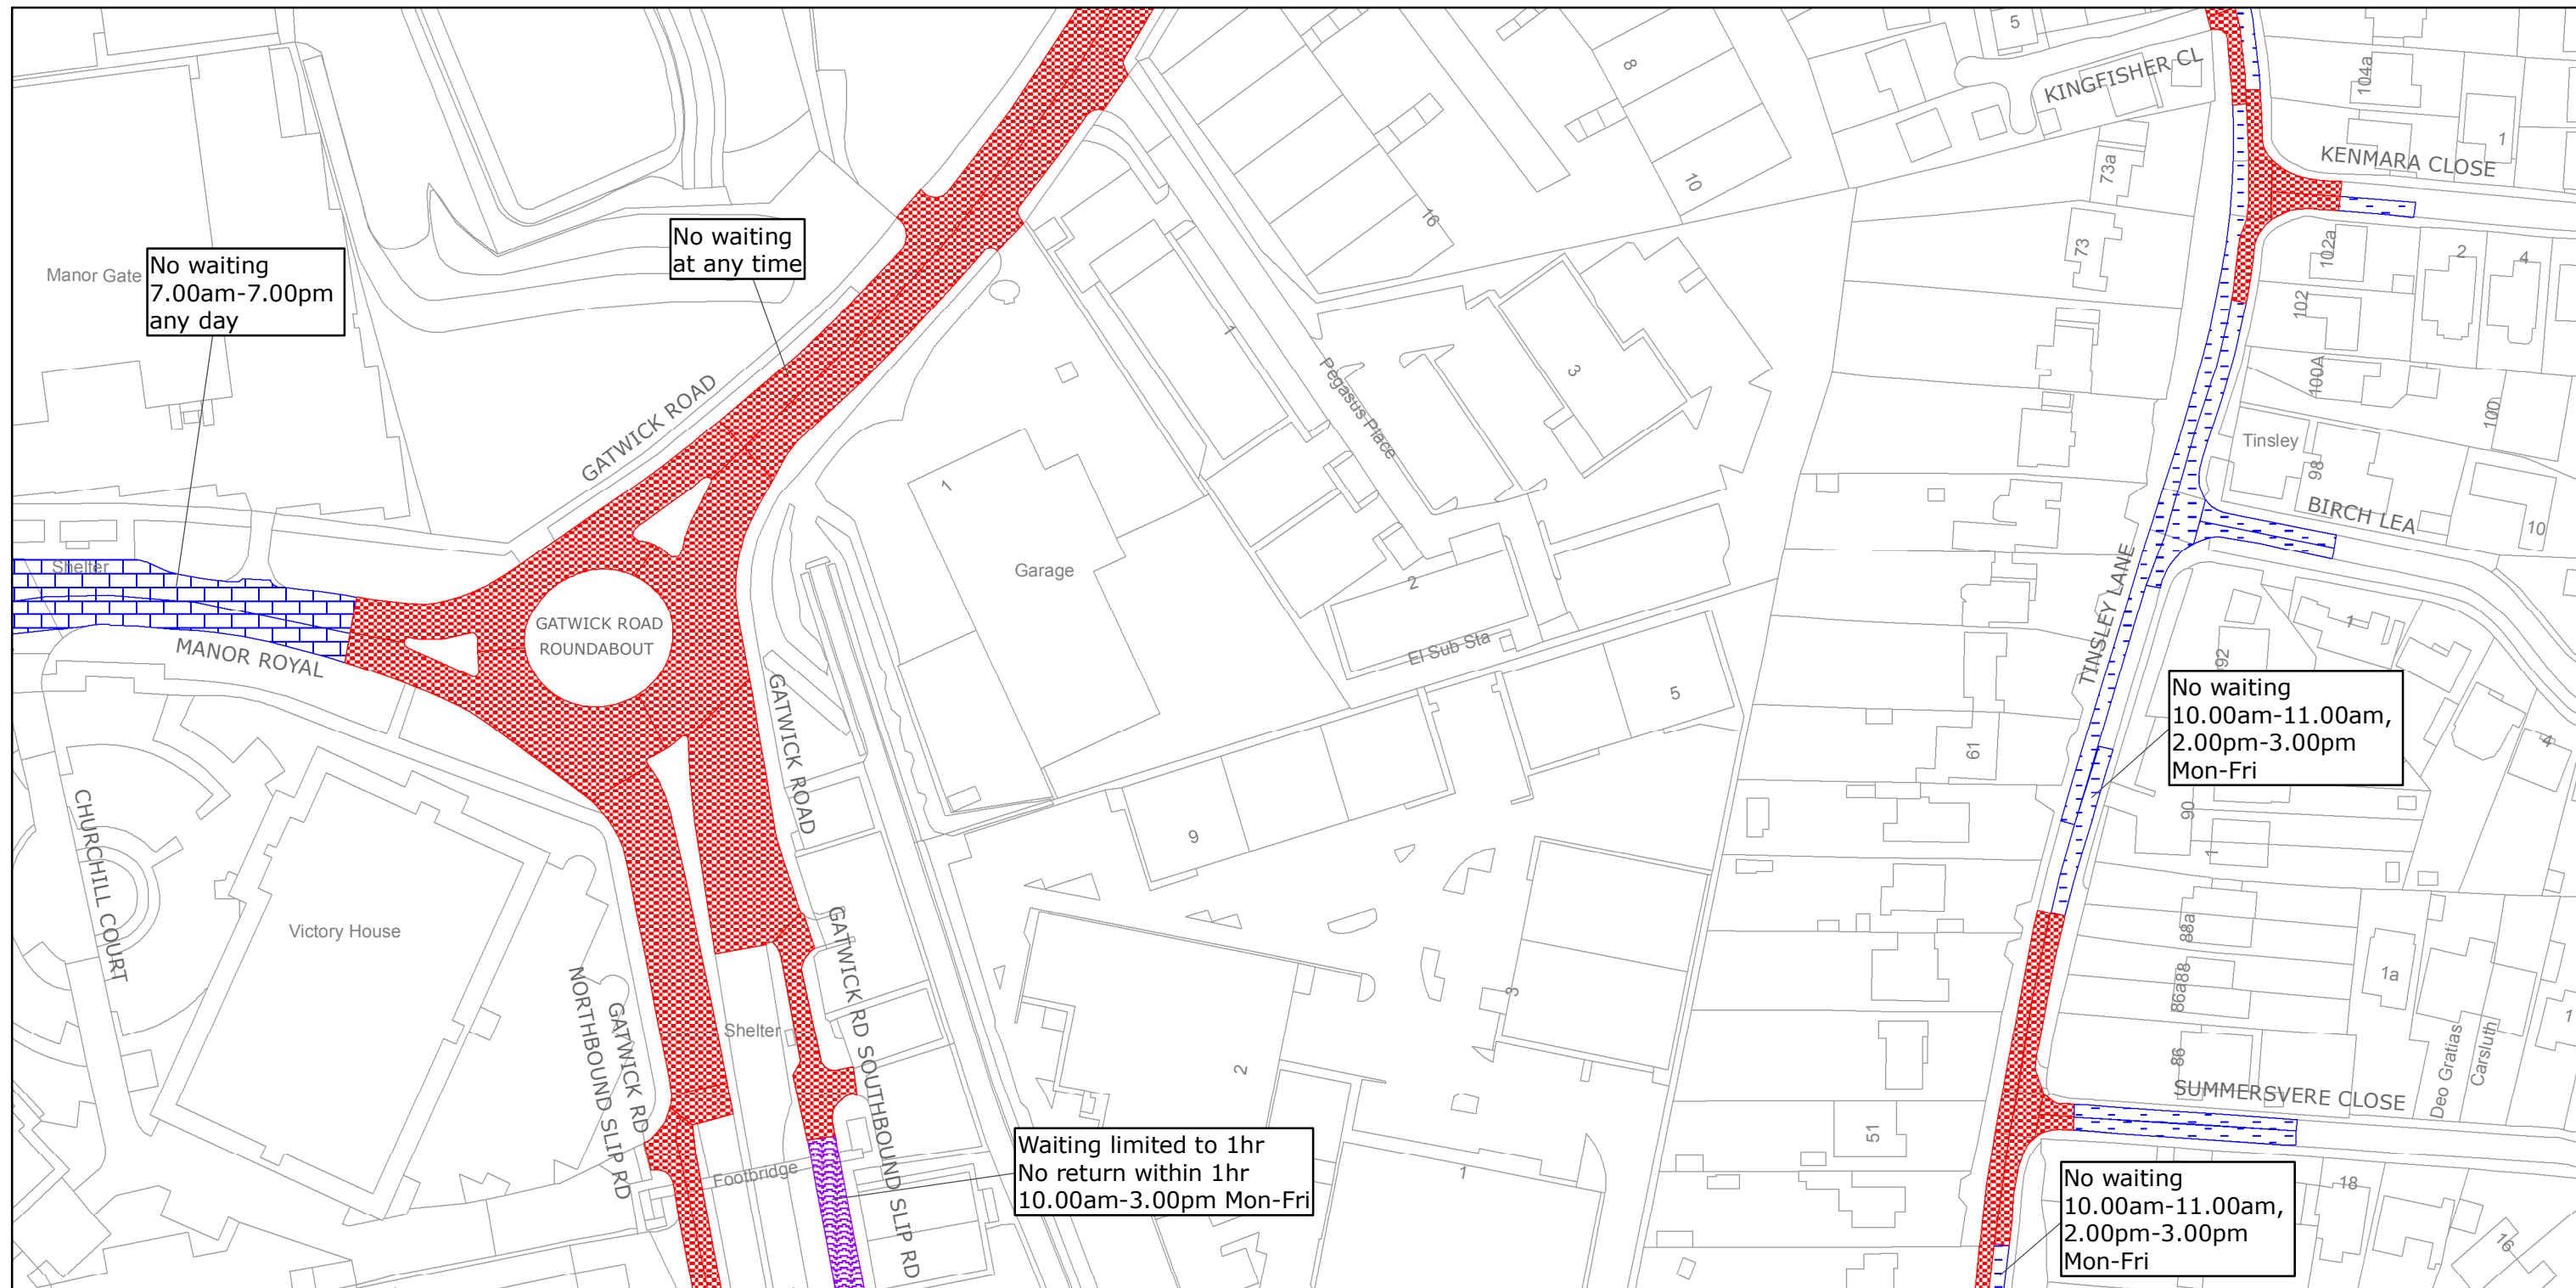 5
8
KINGFISHER CL
104a
1
KENMARA CLOSE
73a
10
16
No waiting
at any time
Manor Gate
No waiting
7.00am-7.00pm
any day
73
102a
2
4
102
1
3
Pegasus Place
100A
100
GATWICK ROAD
Tinsley
98
1
BIRCH LEA
10
Shelter
Garage
2
TINSLEY LANE
GATWICK ROAD
ROUNDABOUT
1
MANOR ROYAL
El Sub Sta
92
5
No waiting
10.00am-11.00am,
2.00pm-3.00pm
Mon-Fri
GATWICK ROAD
61
4
CHURCHILL COURT
9
90
1
Victory House
88a
1a
86a88
3
1
GATWICK RD SOUTHBOUND SLIP RD
GATWICK RD
NORTHBOUND SLIP RD
Shelter
2
86
Deo Gratias
Carsluth
SUMMERSVERE CLOSE
51
Waiting limited to 1hr
No return within 1hr
10.00am-3.00pm Mon-Fri
Footbridge
1
18
No waiting
10.00am-11.00am,
2.00pm-3.00pm
Mon-Fri
16